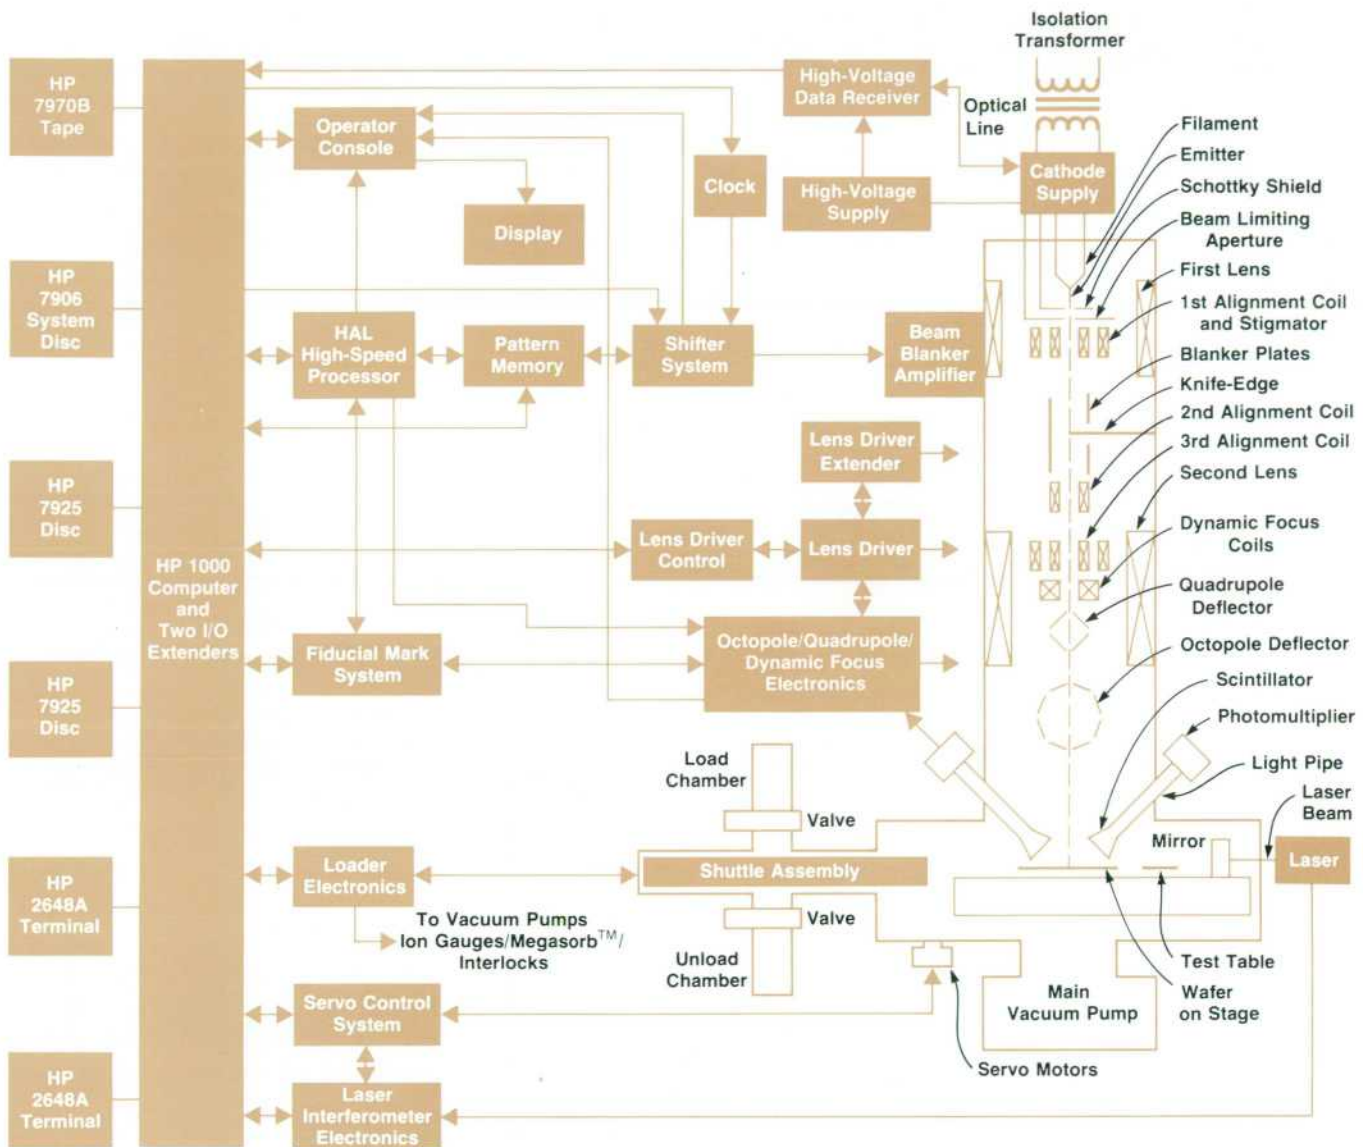 Isolation
Transformer
HP
7970B
Tape
High-Voltage
Data Receiver
Optical
Line
Operator
Console
Filament
Emitter
Schottky Shield
Beam Limiting
Aperture
Cathode
Supply
Clock
High-Voltage
Supply
Display
First Lens
1st Alignment Coil
and Stigmator
Blanker Plates
Knife-Edge
2nd Alignment Coil
3rd Alignment Coil
Second Lens
Dynamic Focus
Coils
Quadrupole
Deflector
Octopole Deflector
Scintillator
Photomultiplier
Light Pipe
Laser
Beam
HP
7906
System
Disc
HAL
High-Speed
Processor
Pattern
Memory
Shifter
System
Beam
Blanker
Amplifier
Lens Driver
Extender
HP
7925
Disc
Lens Driver
Control
Lens Driver
HP 1000
Computer
and
Two I/O
Extenders
Fiducial Mark
System
Octopole/Quadrupole/
Dynamic Focus
Electronics
HP
7925
Disc
Load
Chamber
Valve
Mirror
Laser
HP
2648A
Terminal
Loader
Electronics
Shuttle Assembly
To Vacuum Pumps
Ion Gauges/Megasorb™/
Interlocks
Valve
Unload
Chamber
Main
Vacuum Pump
Test Table
Wafer
on Stage
Servo Control
System
Servo Motors
HP
2648A
Terminal
Laser
Interferometer
Electronics